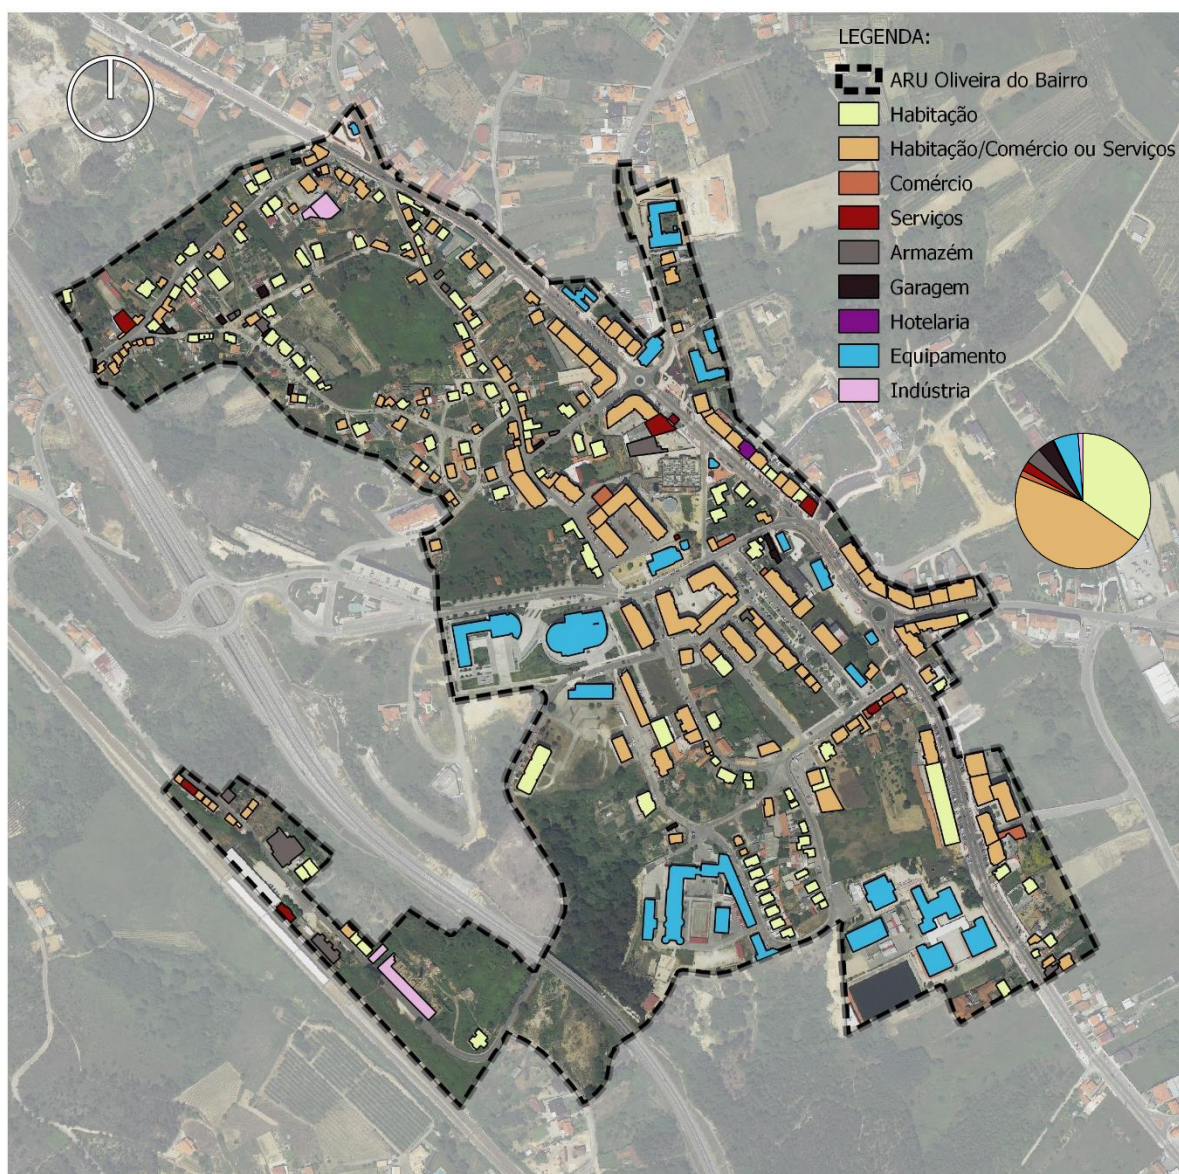 LEGENDA:
ARU Oliveira do Bairro
Habitação
Habitação/Comércio ou Serviços
Comércio
Serviços
Armazém
Garagem
Hotelaria
Equipamento
Indústria